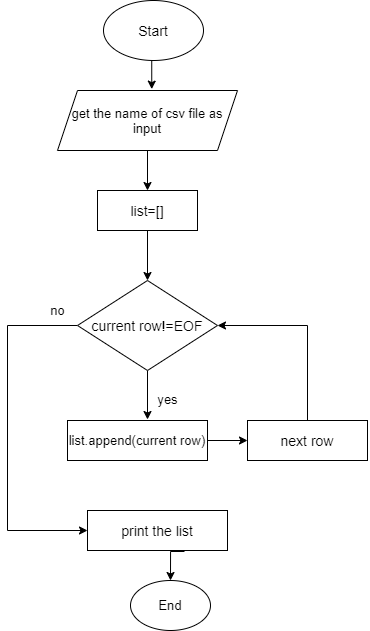 Start
get the name of csv file as
input
list=[]
current row!=EOF
no
yes
list.append(current row)
next row
print the list
End